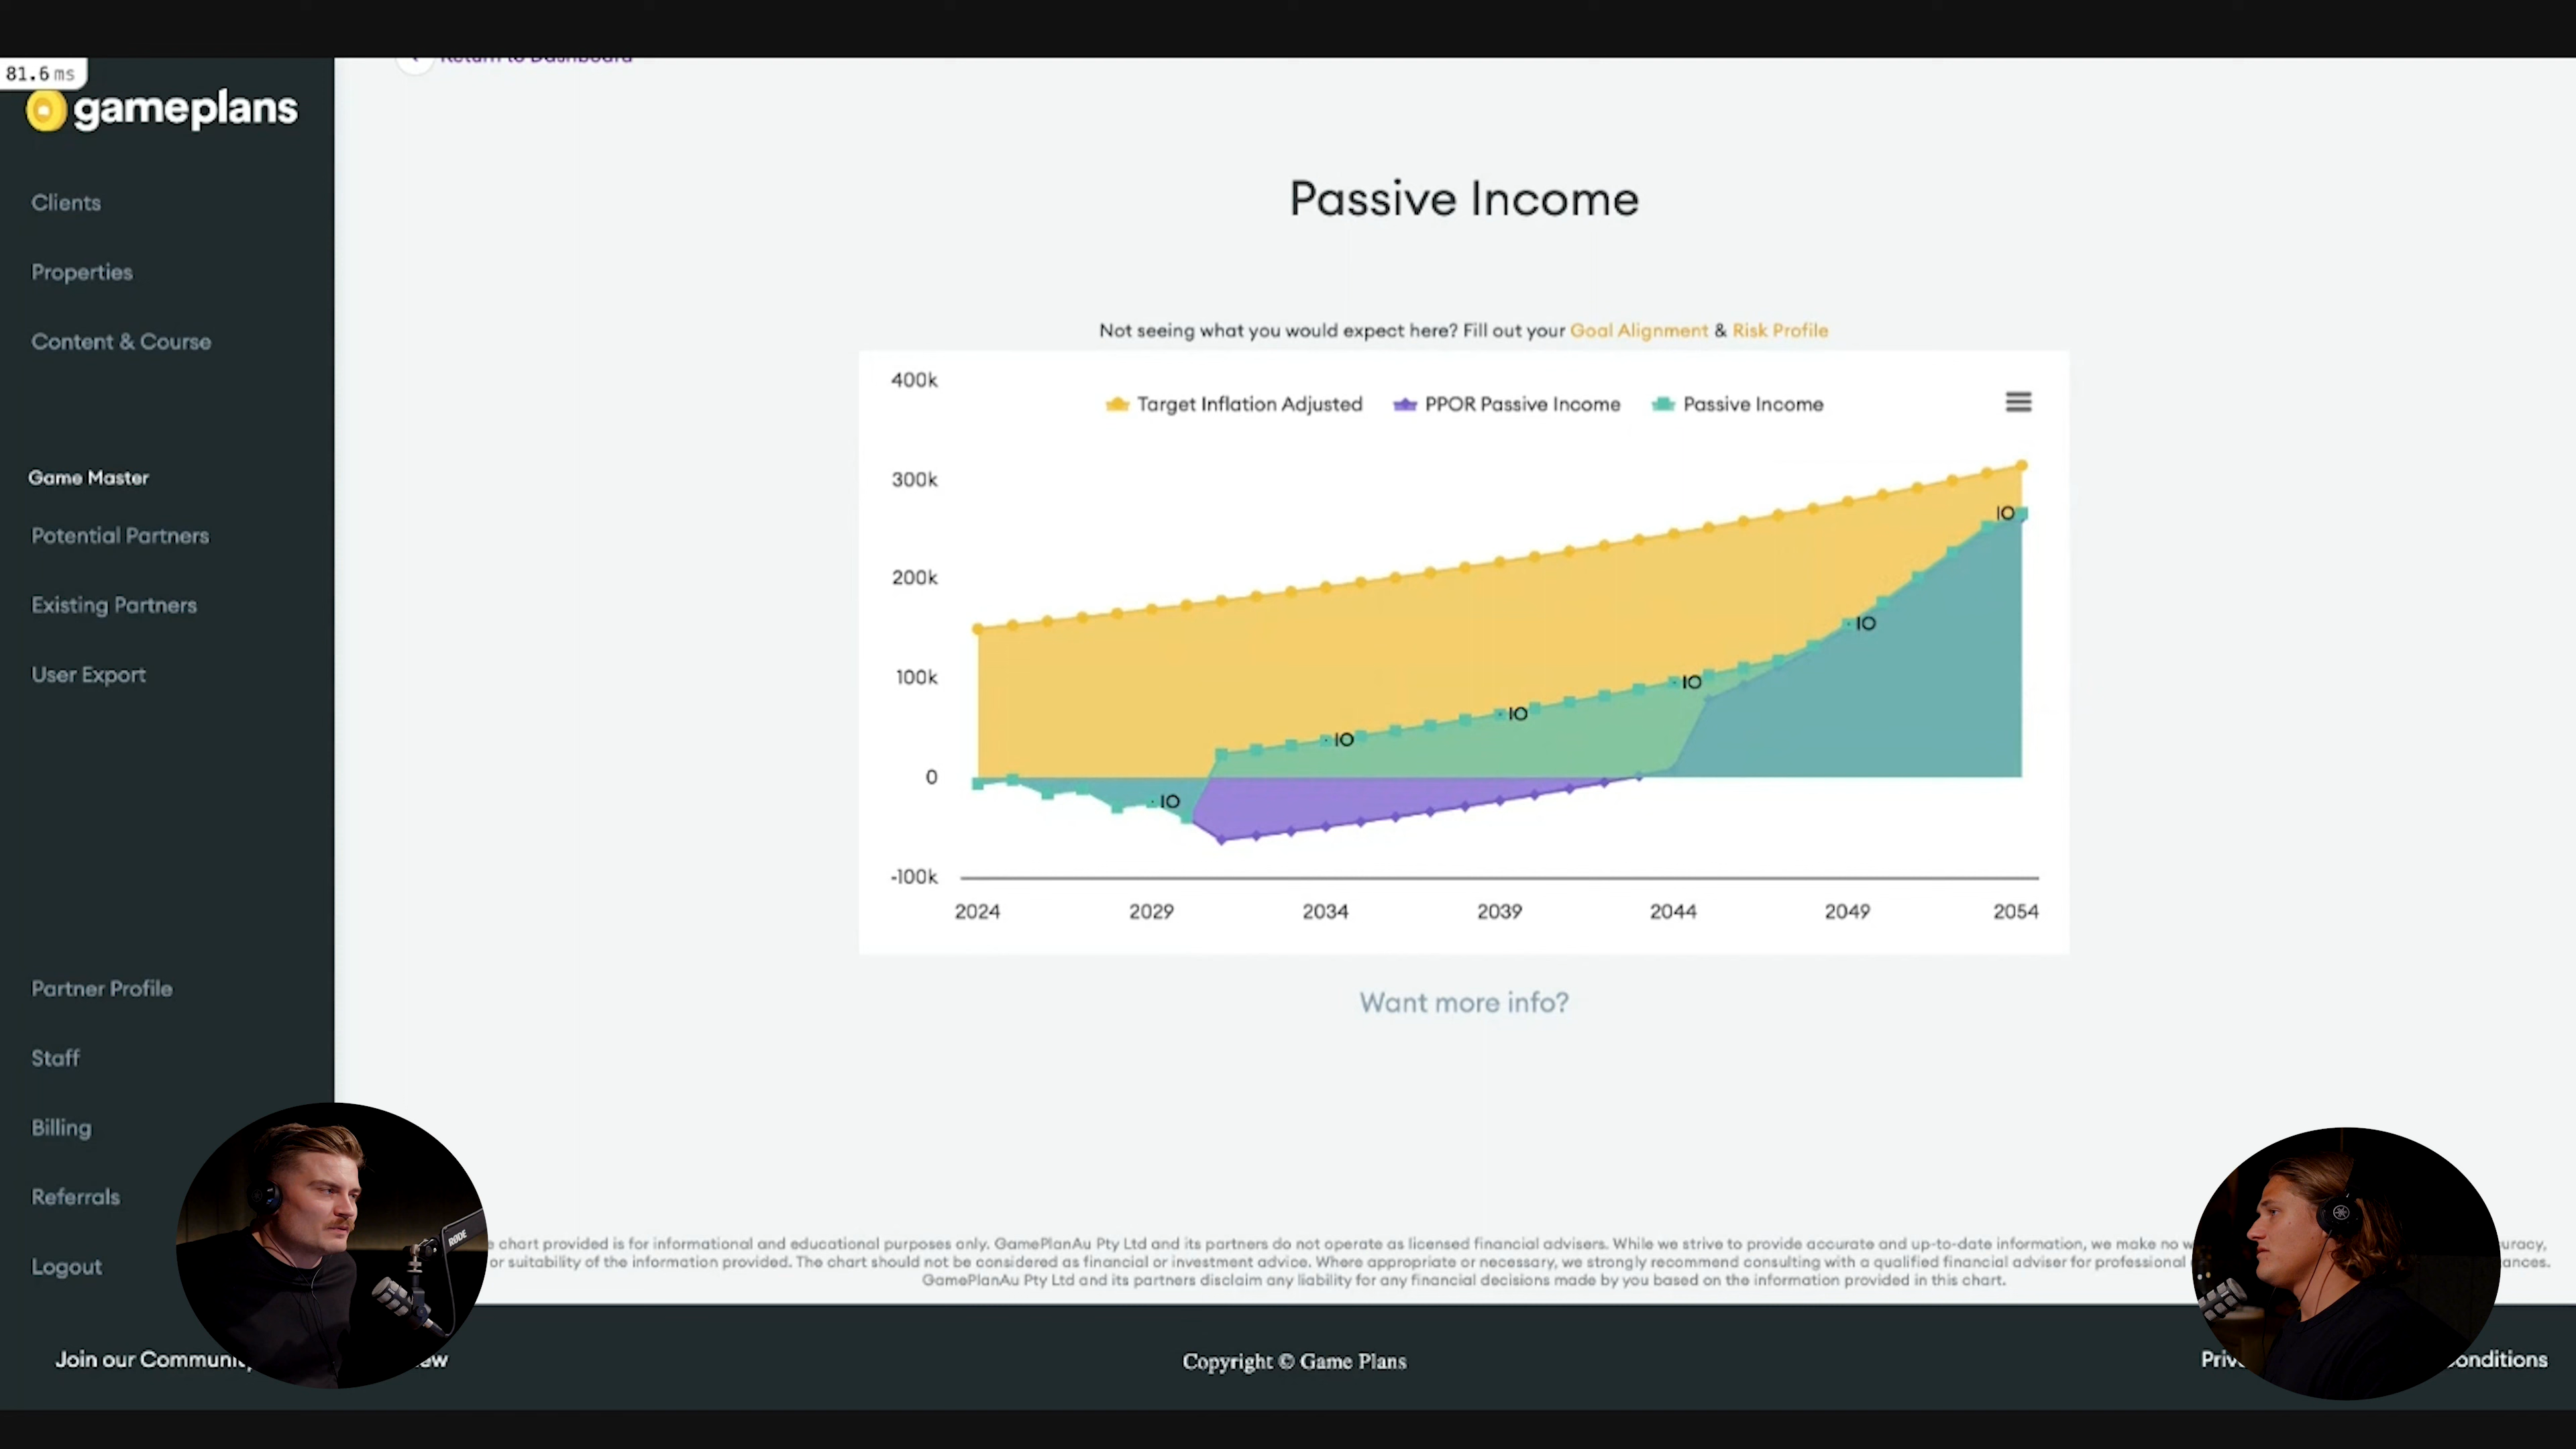 Return to Dashboard
81.6 ms
gameplans
Clients
Properties
Content & Course
Game Master
Potential Partners
Existing Partners
User Export
Partner Profile
Staff
Billing
Referrals
Logout
Passive Income
Not seeing what you would expect here? Fill out your Goal Alignment & Risk Profile
Target Inflation Adjusted
PPOR Passive Income
Passive Income
400k
300k
200k
100k
0
-100k
IO
IO
IO
IO
IO
IO
2024
2029
2034
2039
2044
2049
2054
Want more info?
RØDE
chart provided is for informational and educational purposes only. GamePlanAu Pty Ltd and its partners do not operate as licensed financial advisers. While we strive to provide accurate and up-to-date information, we make no
or suitability of the information provided. The chart should not be considered as financial or investment advice. Where appropriate or necessary, we strongly recommend consulting with a qualified financial adviser for professional
GamePlanAu Pty Ltd and its partners disclaim any liability for any financial decisions made by you based on the information provided in this chart.
Join our
Copyright © Game Plans